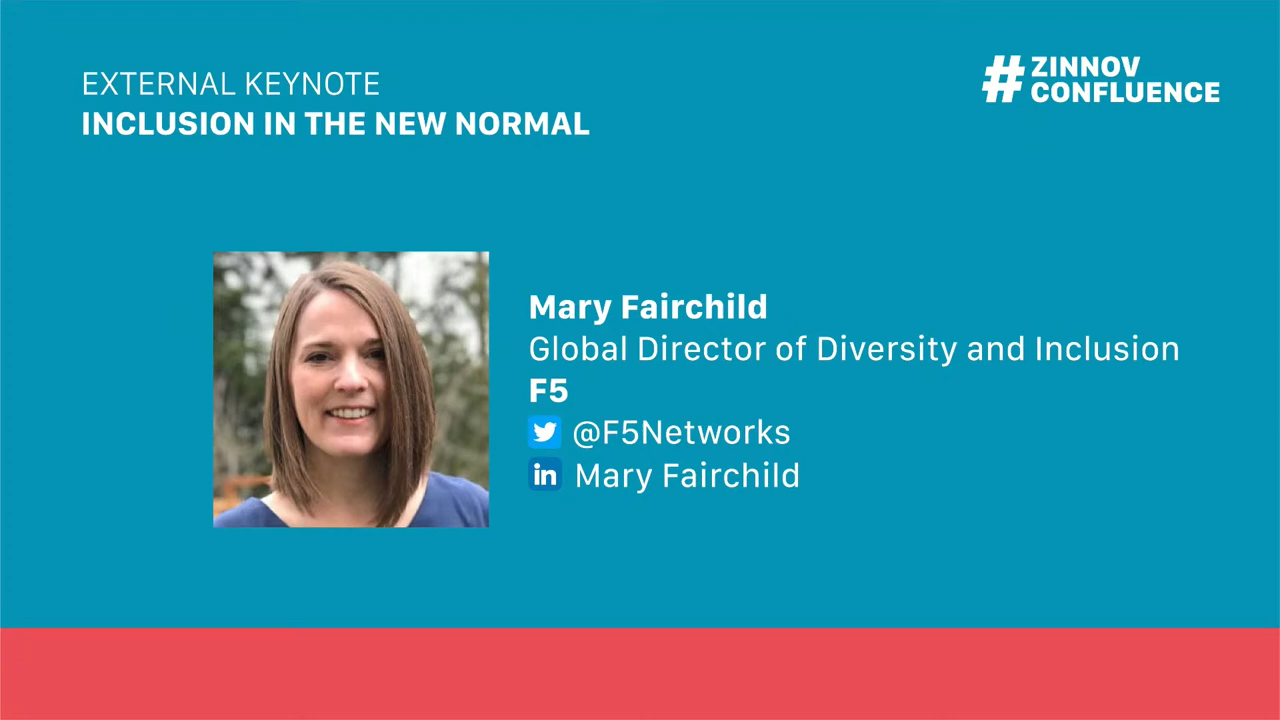 EXTERNAL KEYNOTE
INCLUSION IN THE NEW NORMAL
#ZINNOV
CONFLUENCE
Mary Fairchild
Global Director of Diversity and Inclusion
F5
@F5Networks
in Mary Fairchild